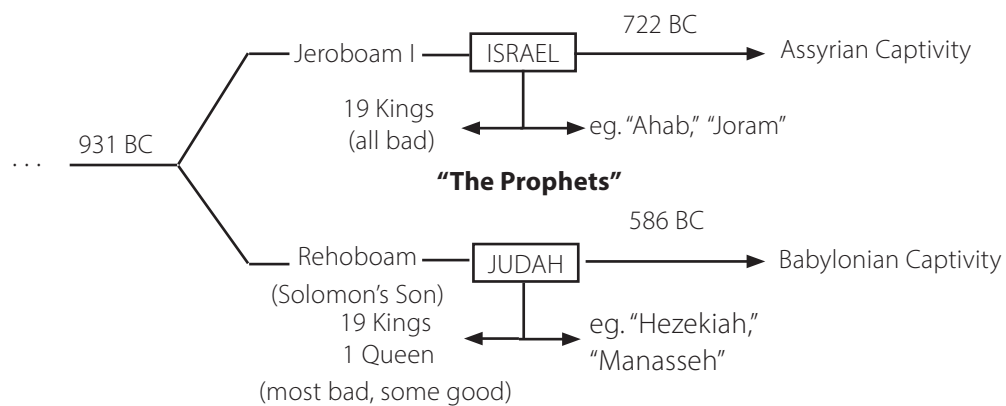 722 BC
Jeroboam I
ISRAEL
Assyrian Captivity
19 Kings
(all bad)
eg. “Ahab,” “Joram”
931 BC
...
“The Prophets”
586 BC
Rehoboam
JUDAH
Babylonian Captivity
(Solomon’s Son)
19 Kings
1 Queen
(most bad, some good)
eg. “Hezekiah,”
“Manasseh”